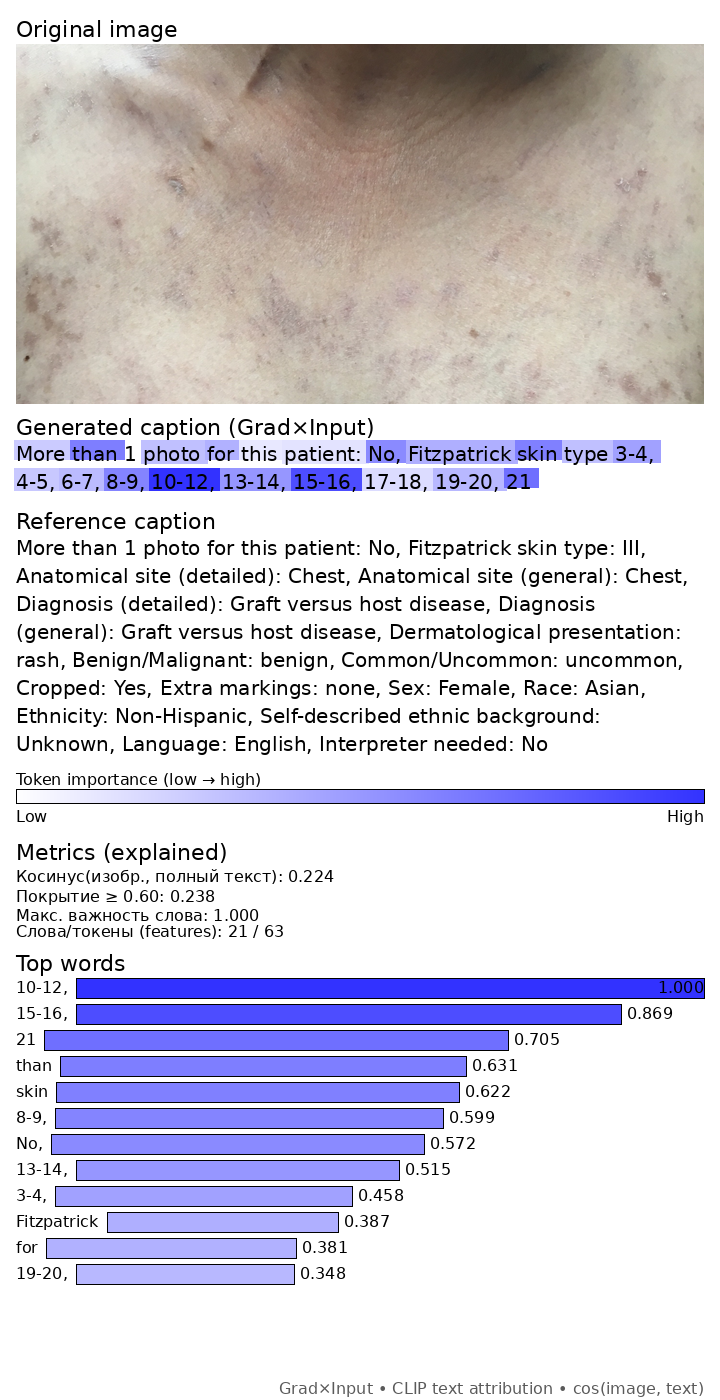 Original image
Generated caption (Grad×Input)
More than 1 photo for this patient: No, Fitzpatrick skin type 3-4,
4-5, 6-7, 8-9, 10-12, 13-14, 15-16, 17-18, 19-20, 21
Reference caption
More than 1 photo for this patient: No, Fitzpatrick skin type: III,
Anatomical site (detailed): Chest, Anatomical site (general): Chest,
Diagnosis (detailed): Graft versus host disease, Diagnosis
(general): Graft versus host disease, Dermatological presentation:
rash, Benign/Malignant: benign, Common/Uncommon: uncommon,
Cropped: Yes, Extra markings: none, Sex: Female, Race: Asian,
Ethnicity: Non-Hispanic, Self-described ethnic background:
Unknown, Language: English, Interpreter needed: No
Token importance (low → high)
Low High
Metrics (explained)
Косинус(изобр., полный текст): 0.224
Покрытие ≥ 0.60: 0.238
Макс. важность слова: 1.000
Слова/токены (features): 21 / 63
Top words
10-12, 1.000
15-16, 0.869
21 0.705
than 0.631
skin 0.622
8-9, 0.599
No, 0.572
13-14, 0.515
3-4, 0.458
Fitzpatrick 0.387
for 0.381
19-20, 0.348
Grad×Input • CLIP text attribution • cos(image, text)